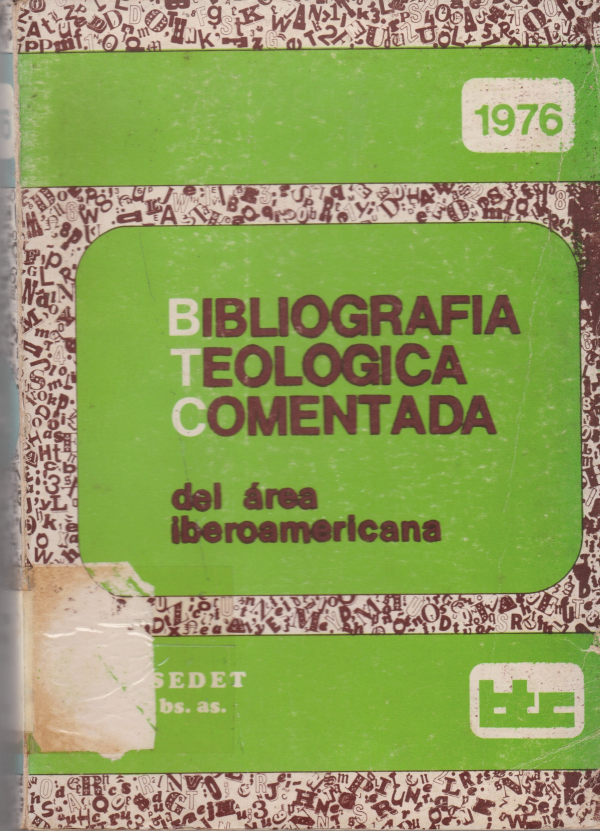 1976
BIBLIOGRAFIA
TEOLOGICA
COMENTADA
del área
iberoamericana
SEDET
bs. as.
btc